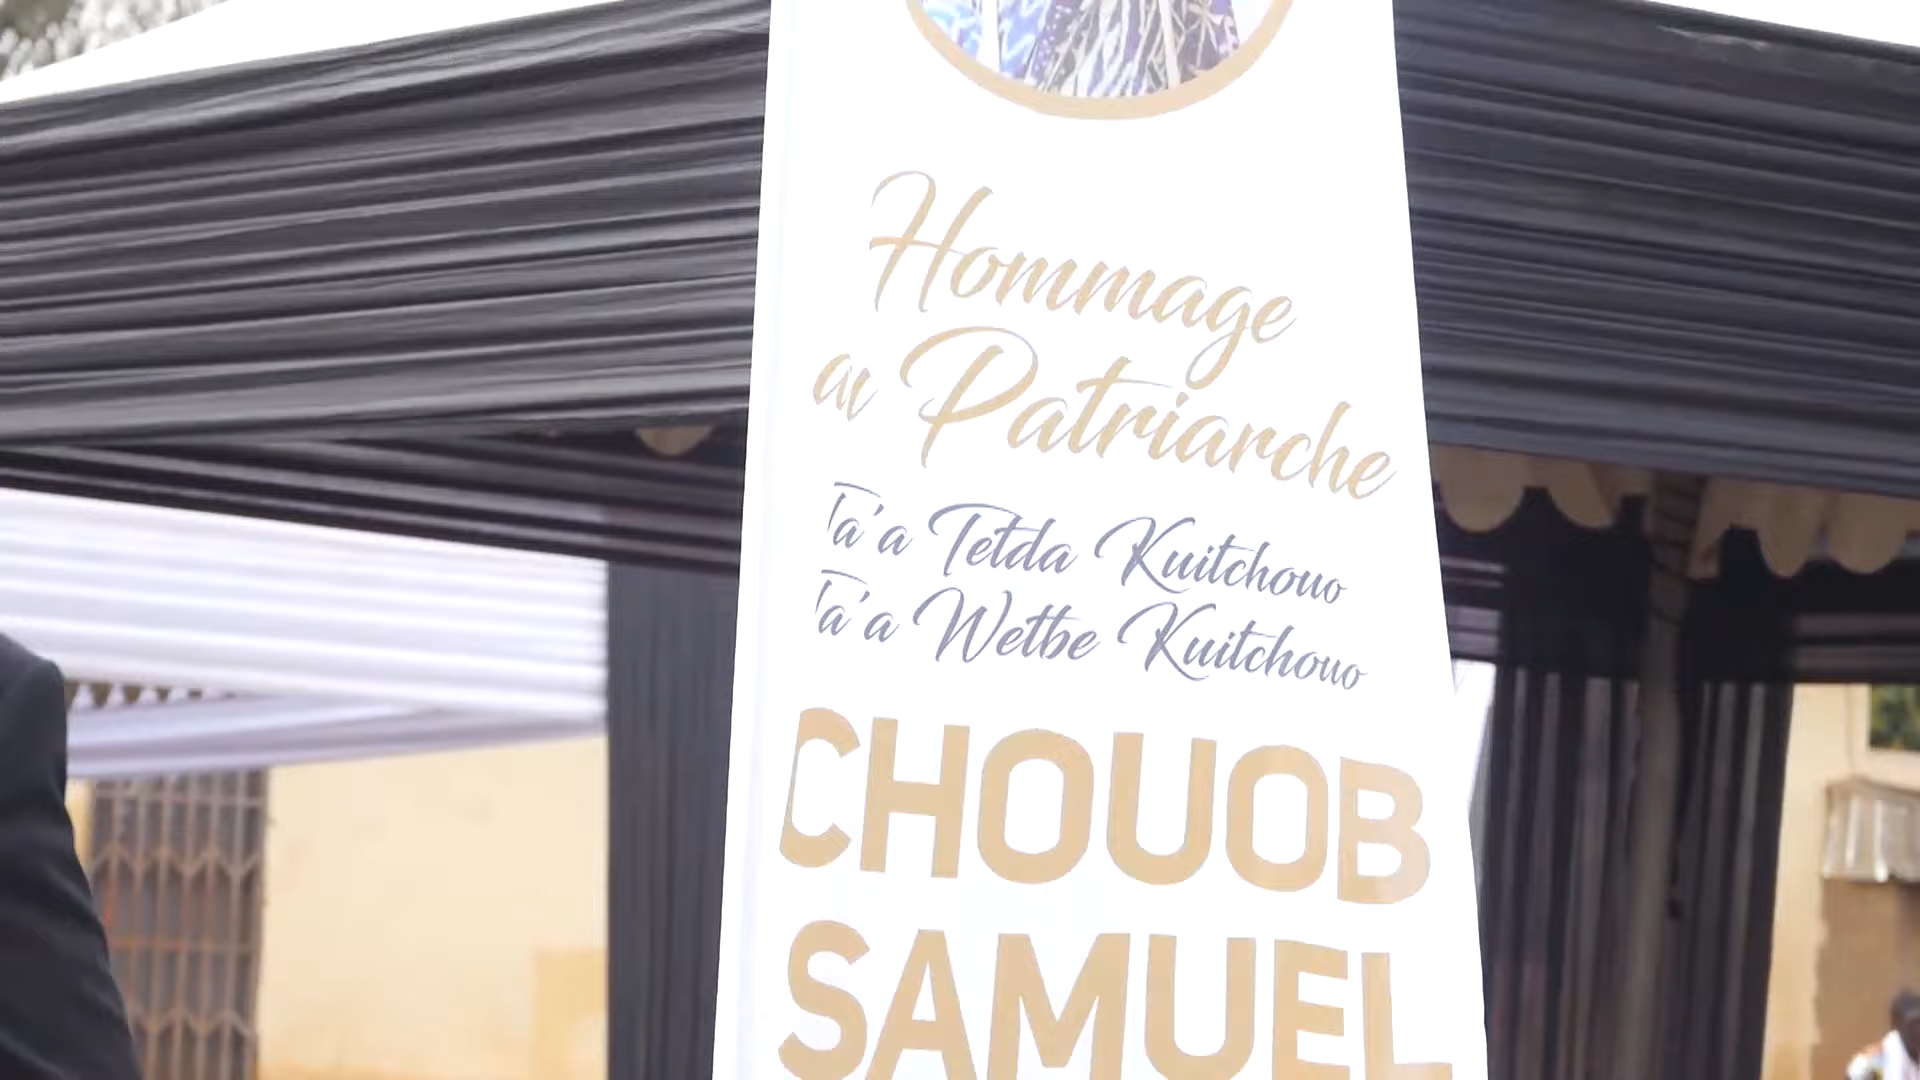 Hommage
au Patriarche
Ta'a Tetda Kuitchouo
Ta'a Wetbe Kuitchouo
CHOUOB
SAMUEL